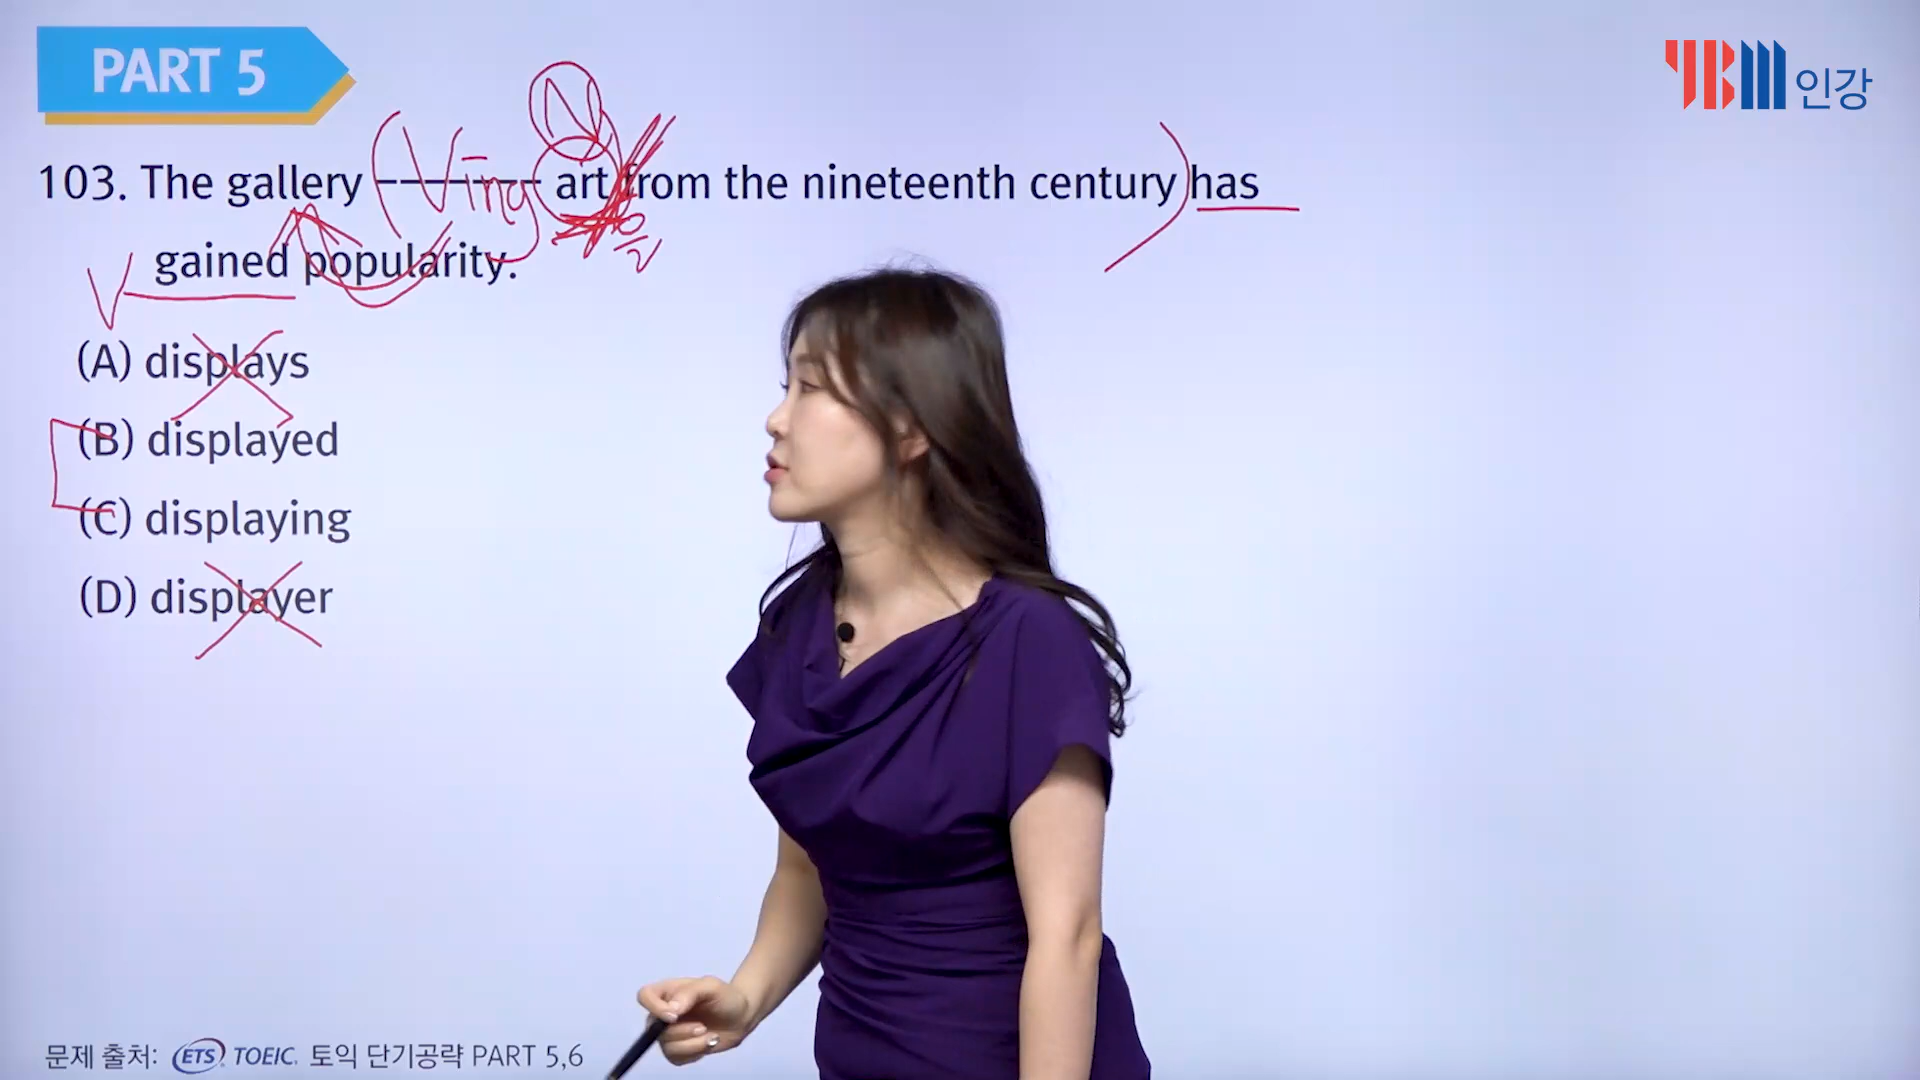 PART 5
YBM 인강
N
Ving
103. The gallery ------- art from the nineteenth century has
gained popularity.
V
(A) displays
(B) displayed
(C) displaying
(D) displayer
문제 출처: ETS TOEIC 토익 단기공략 PART 5,6